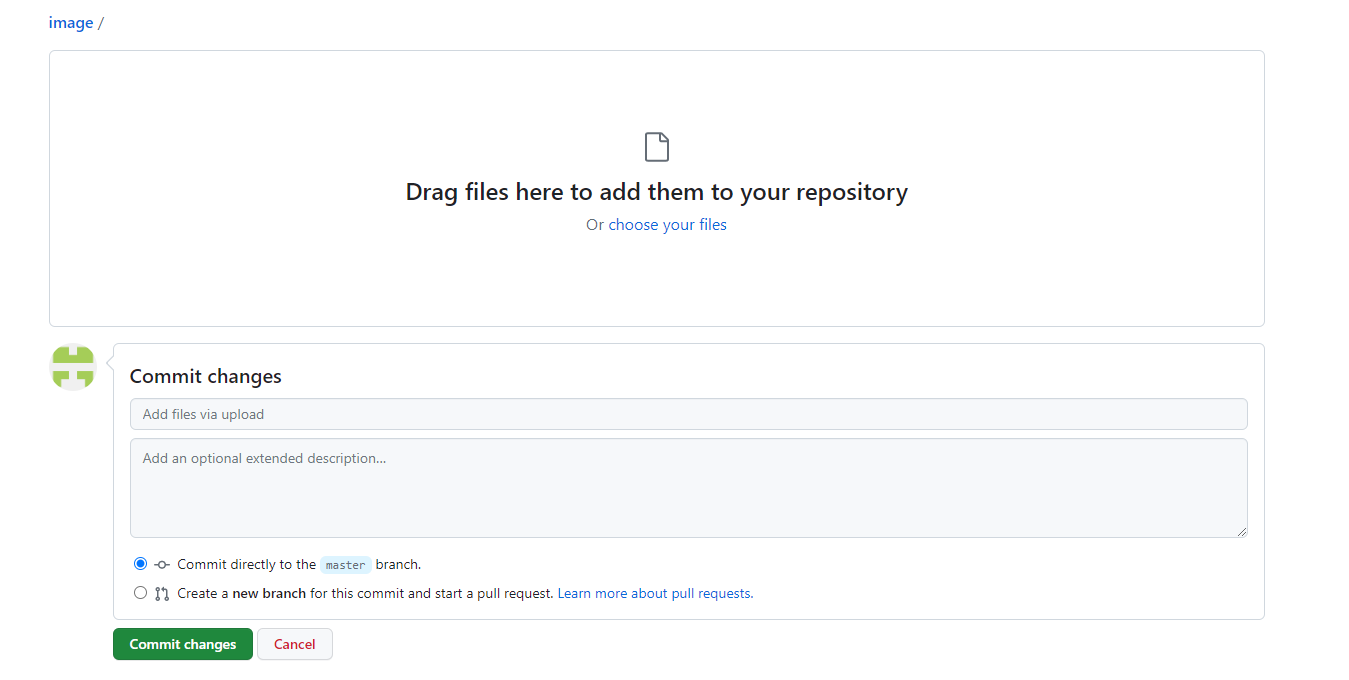 image /
Drag files here to add them to your repository
Or choose your files
Commit changes
Add files via upload
Add an optional extended description...
Commit directly to the master branch.
Create a new branch for this commit and start a pull request. Learn more about pull requests.
Commit changes
Cancel